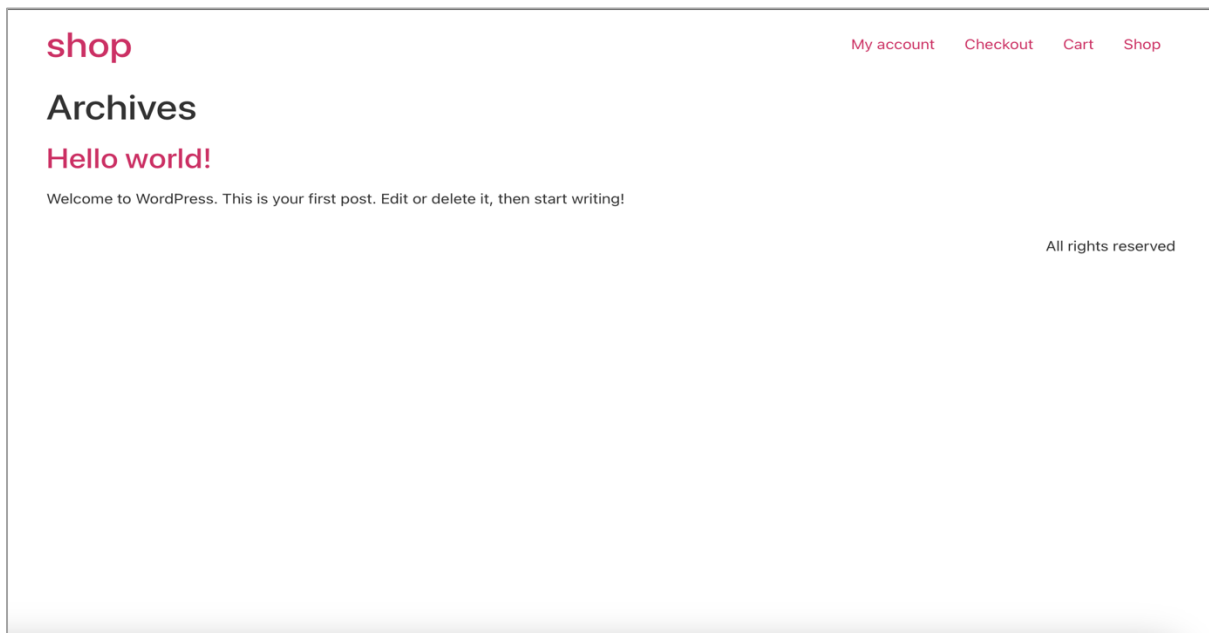 shop
My account Checkout Cart Shop
Archives
Hello world!
Welcome to WordPress. This is your first post. Edit or delete it, then start writing!
All rights reserved